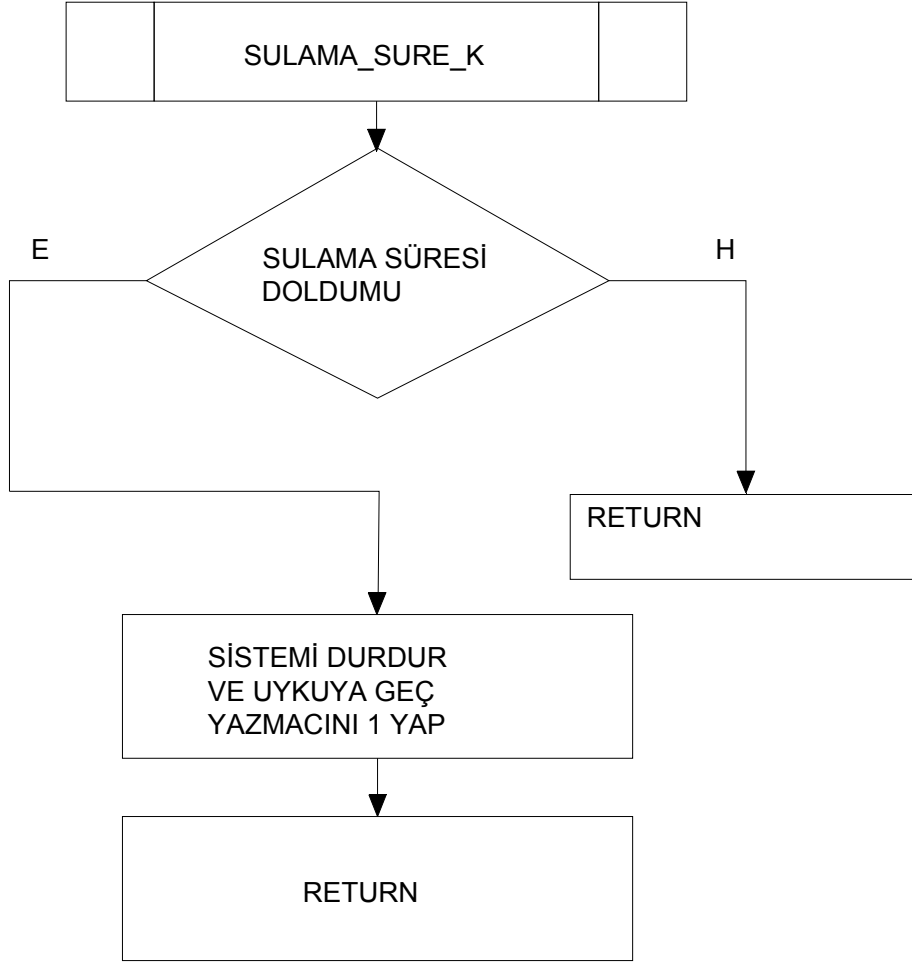 SULAMA_SURE_K
E
SULAMA SÜRESİ
DOLDUMU
H
RETURN
SİSTEMİ DURDUR
VE UYKUYA GEÇ
YAZMACINI 1 YAP
RETURN